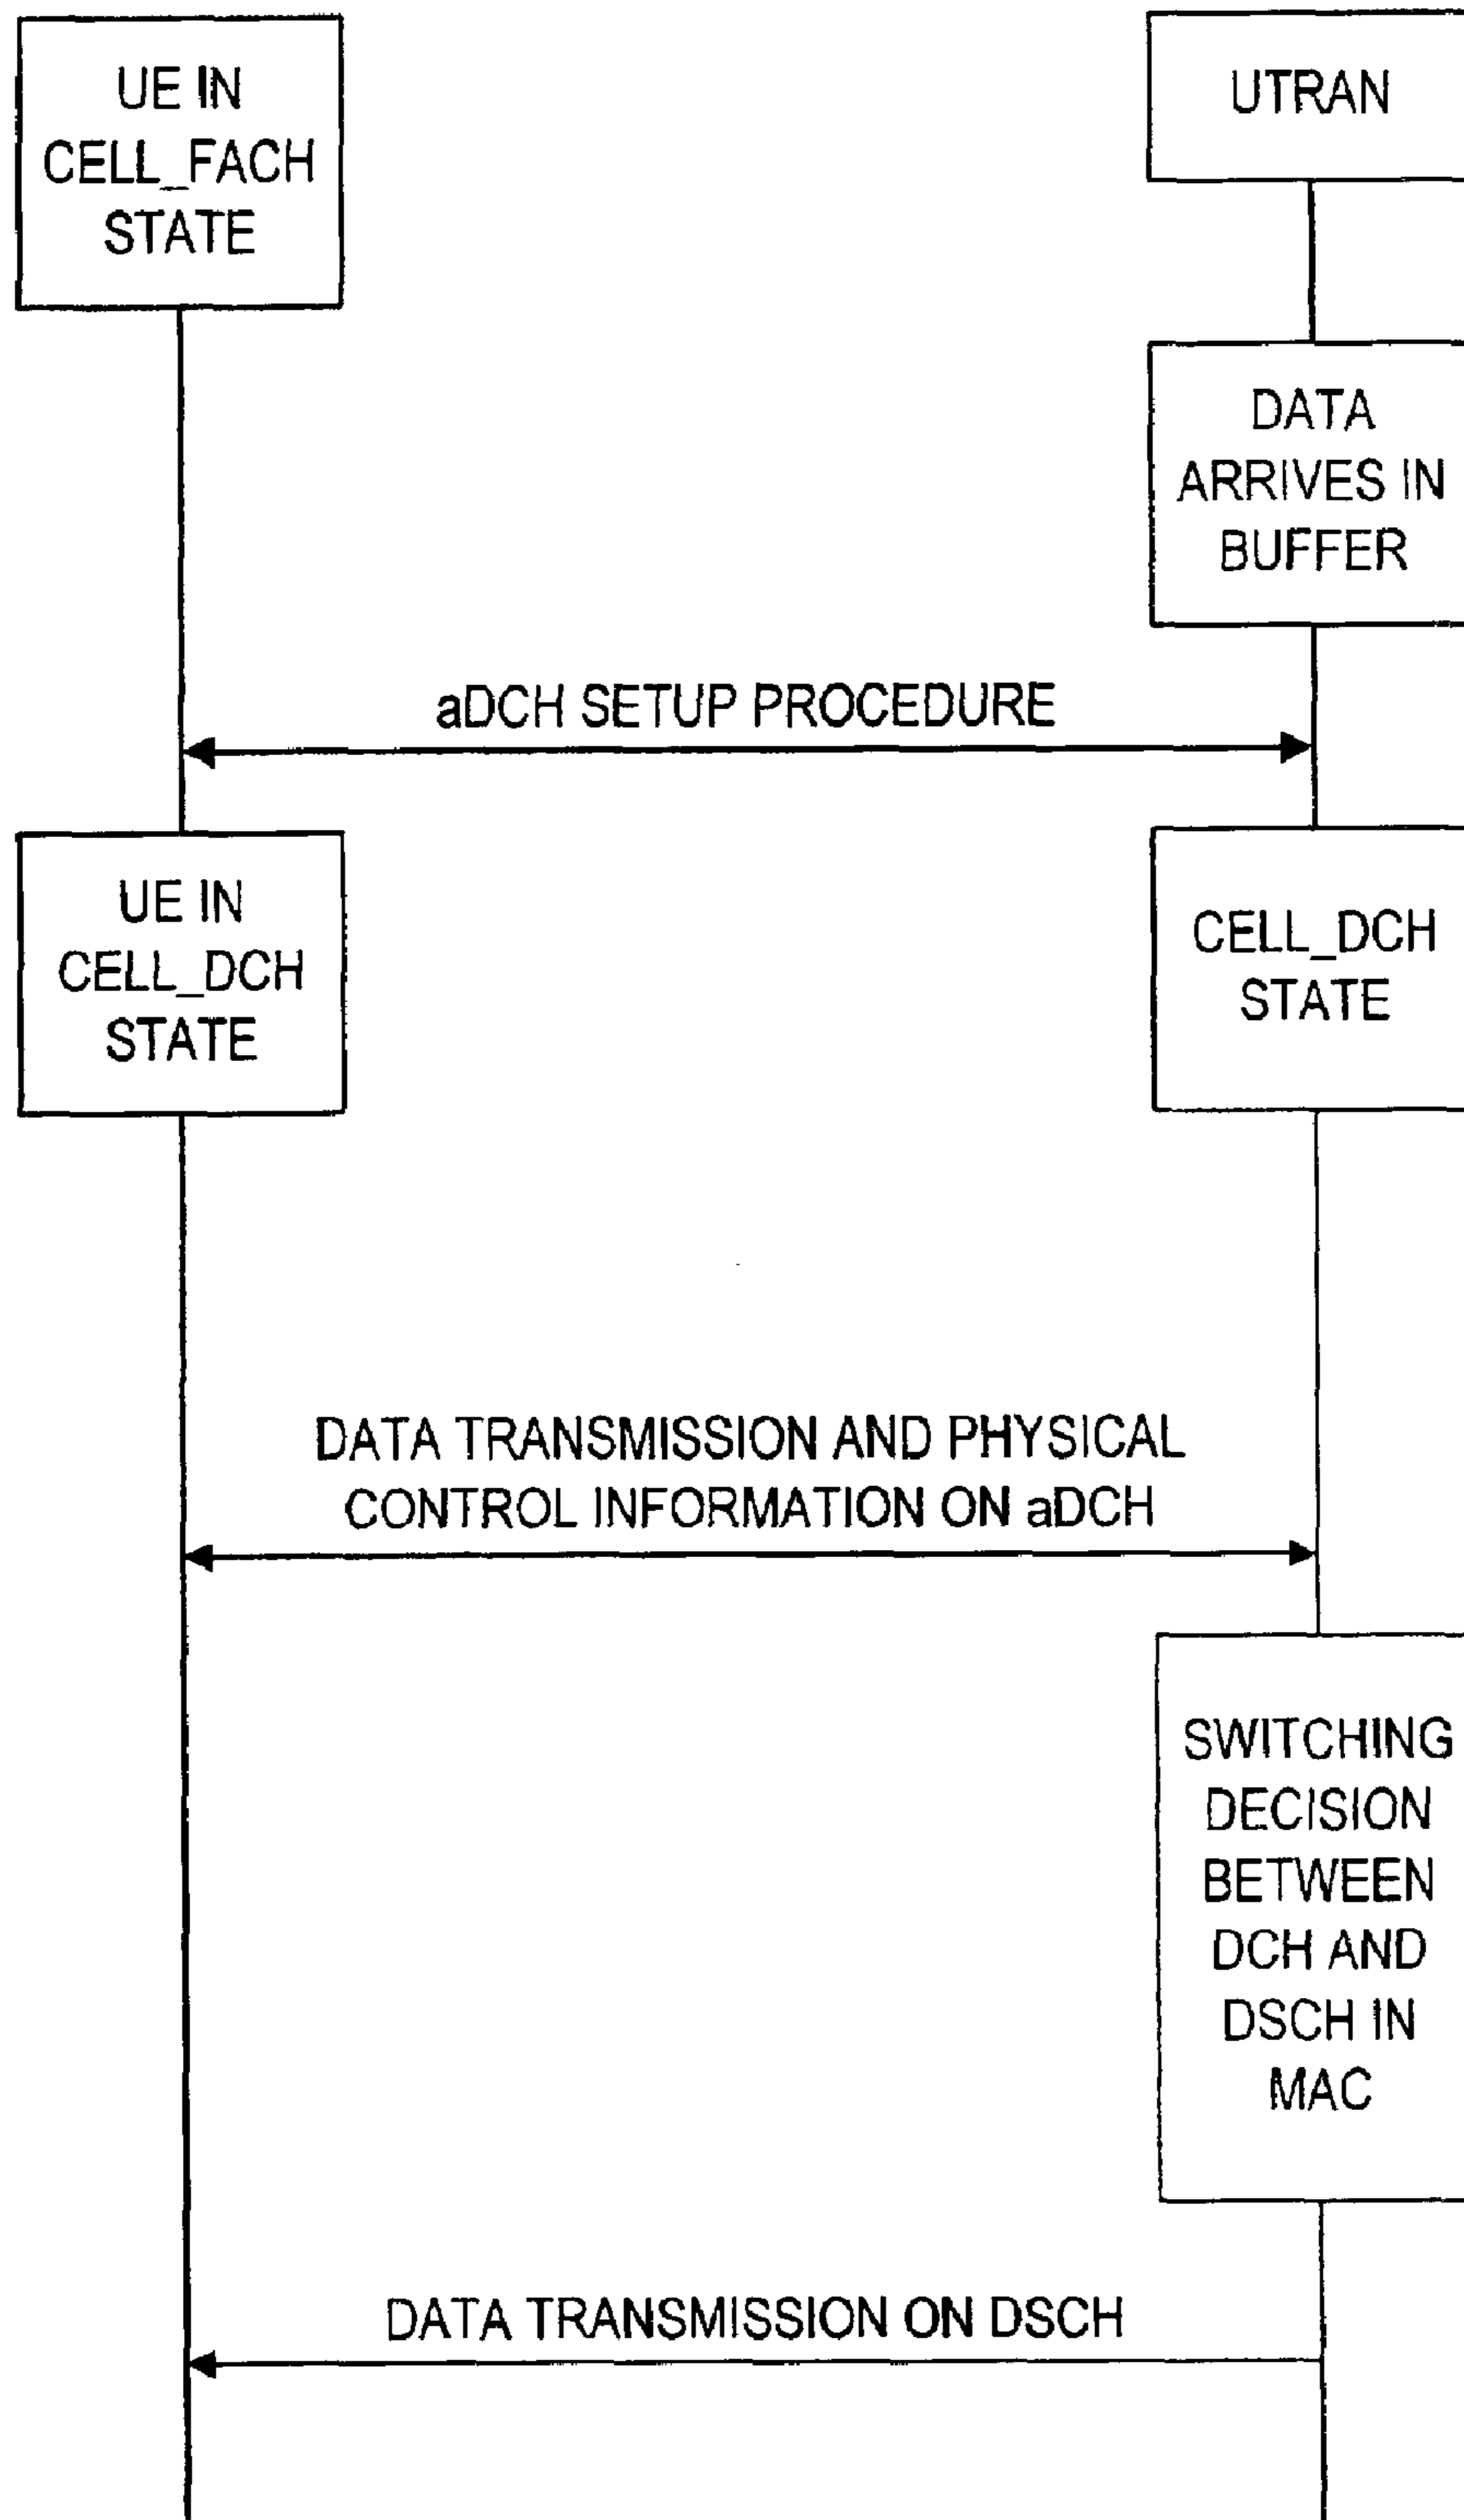 UE IN
CELL_FACH
STATE
UTRAN
DATA
ARRIVES IN
BUFFER
aDCH SETUP PROCEDURE
UE IN
CELL_DCH
STATE
CELL_DCH
STATE
DATA TRANSMISSION AND PHYSICAL
CONTROL INFORMATION ON aDCH
SWITCHING
DECISION
BETWEEN
DCH AND
DSCH IN
MAC
DATA TRANSMISSION ON DSCH